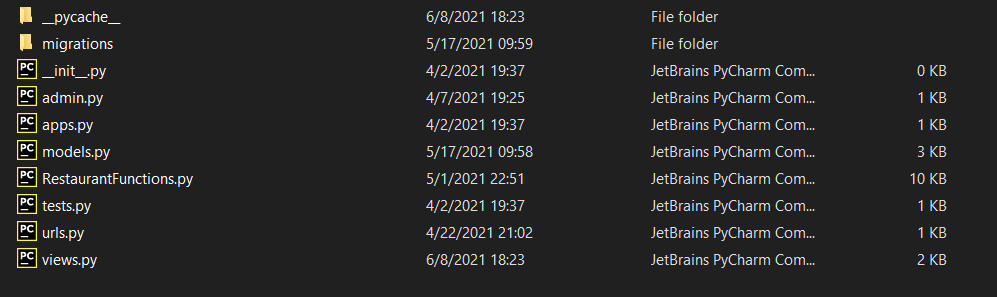 __pycache__ 6/8/2021 18:23 File folder
migrations 5/17/2021 09:59 File folder
PC __init__.py 4/2/2021 19:37 JetBrains PyCharm Com... 0 KB
PC admin.py 4/7/2021 19:25 JetBrains PyCharm Com... 1 KB
PC apps.py 4/2/2021 19:37 JetBrains PyCharm Com... 1 KB
PC models.py 5/17/2021 09:58 JetBrains PyCharm Com... 3 KB
PC RestaurantFunctions.py 5/1/2021 22:51 JetBrains PyCharm Com... 10 KB
PC tests.py 4/2/2021 19:37 JetBrains PyCharm Com... 1 KB
PC urls.py 4/22/2021 21:02 JetBrains PyCharm Com... 1 KB
PC views.py 6/8/2021 18:23 JetBrains PyCharm Com... 2 KB